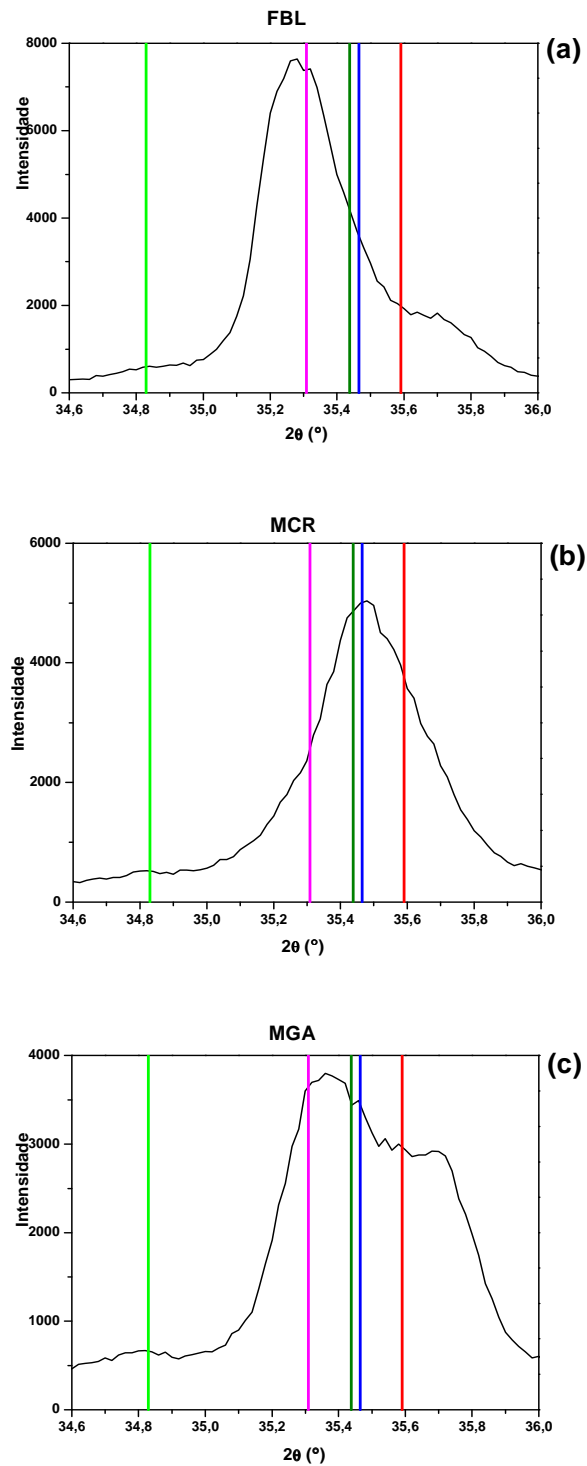 FBL
(a)
8000
6000
4000
2000
0
Intensidade
34,6 34,8 35,0 35,2 35,4 35,6 35,8 36,0
2θ (°)
MCR
(b)
6000
4000
2000
0
Intensidade
34,6 34,8 35,0 35,2 35,4 35,6 35,8 36,0
2θ (°)
MGA
(c)
4000
3000
2000
1000
0
Intensidade
34,6 34,8 35,0 35,2 35,4 35,6 35,8 36,0
2θ (°)